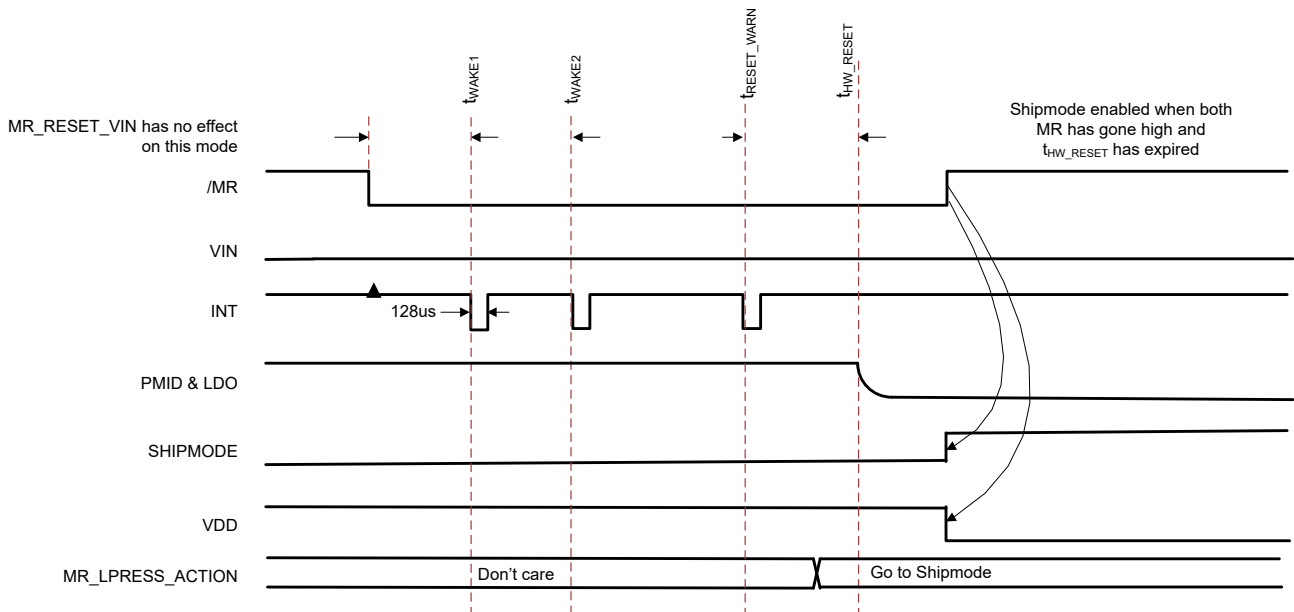 tWAKE1
tWAKE2
tRESET_WARN
tHW_RESET
MR_RESET_VIN has no effect
on this mode
Shipmode enabled when both
MR has gone high and
tHW_RESET has expired
/MR
VIN
INT
128us
PMID & LDO
SHIPMODE
VDD
MR_LPRESS_ACTION
Don't care
Go to Shipmode